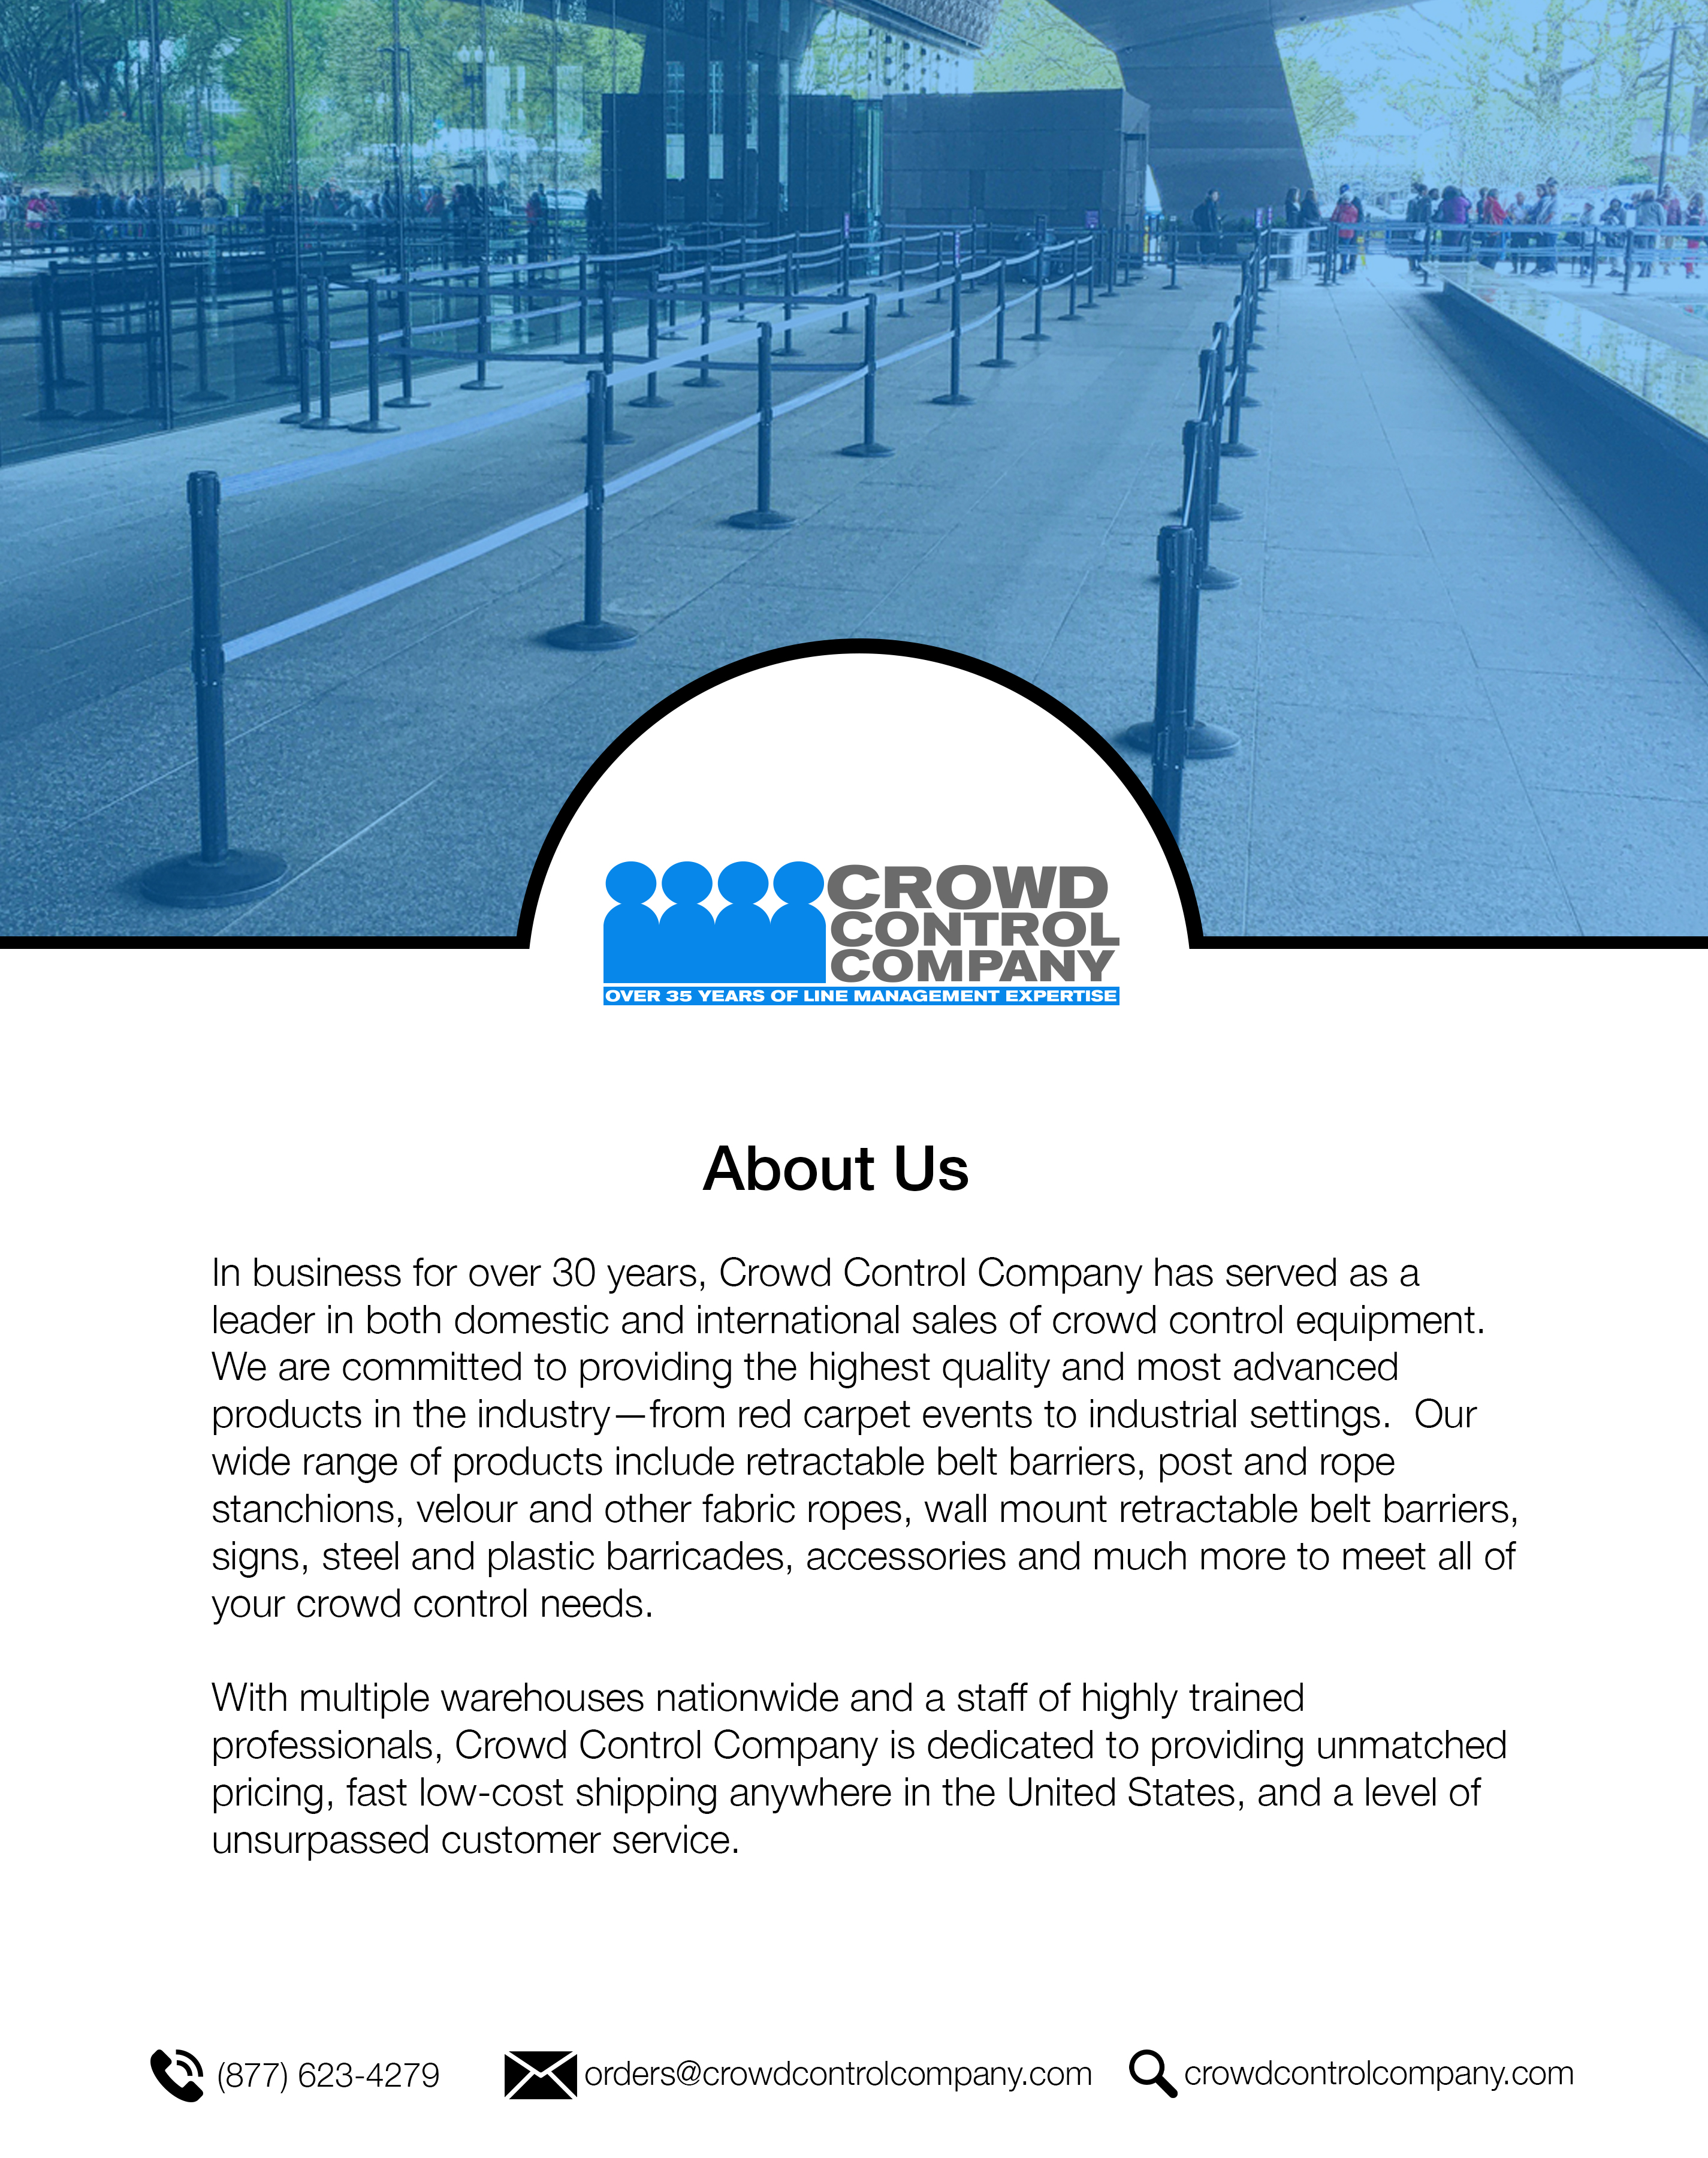 CROWD
CONTROL
COMPANY
OVER 35 YEARS OF LINE MANAGEMENT EXPERTISE
About Us
In business for over 30 years, Crowd Control Company has served as a
leader in both domestic and international sales of crowd control equipment.
We are committed to providing the highest quality and most advanced
products in the industry—from red carpet events to industrial settings.  Our
wide range of products include retractable belt barriers, post and rope
stanchions, velour and other fabric ropes, wall mount retractable belt barriers,
signs, steel and plastic barricades, accessories and much more to meet all of
your crowd control needs.
With multiple warehouses nationwide and a staff of highly trained
professionals, Crowd Control Company is dedicated to providing unmatched
pricing, fast low-cost shipping anywhere in the United States, and a level of
unsurpassed customer service.
(877) 623-4279
orders@crowdcontrolcompany.com
crowdcontrolcompany.com